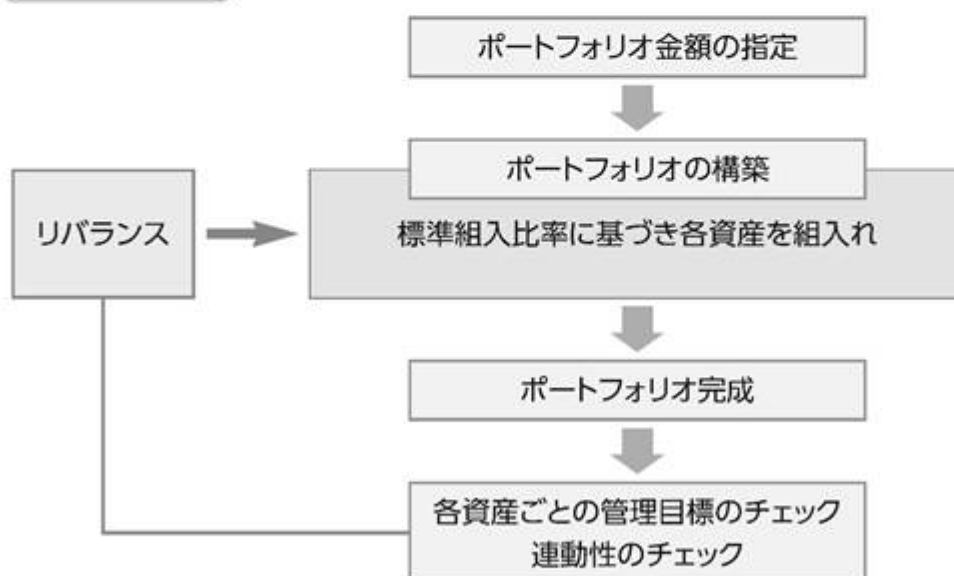 ポートフォリオ金額の指定
ポートフォリオの構築
リバランス
標準組入比率に基づき各資産を組入れ
ポートフォリオ完成
各資産ごとの管理目標のチェック
連動性のチェック